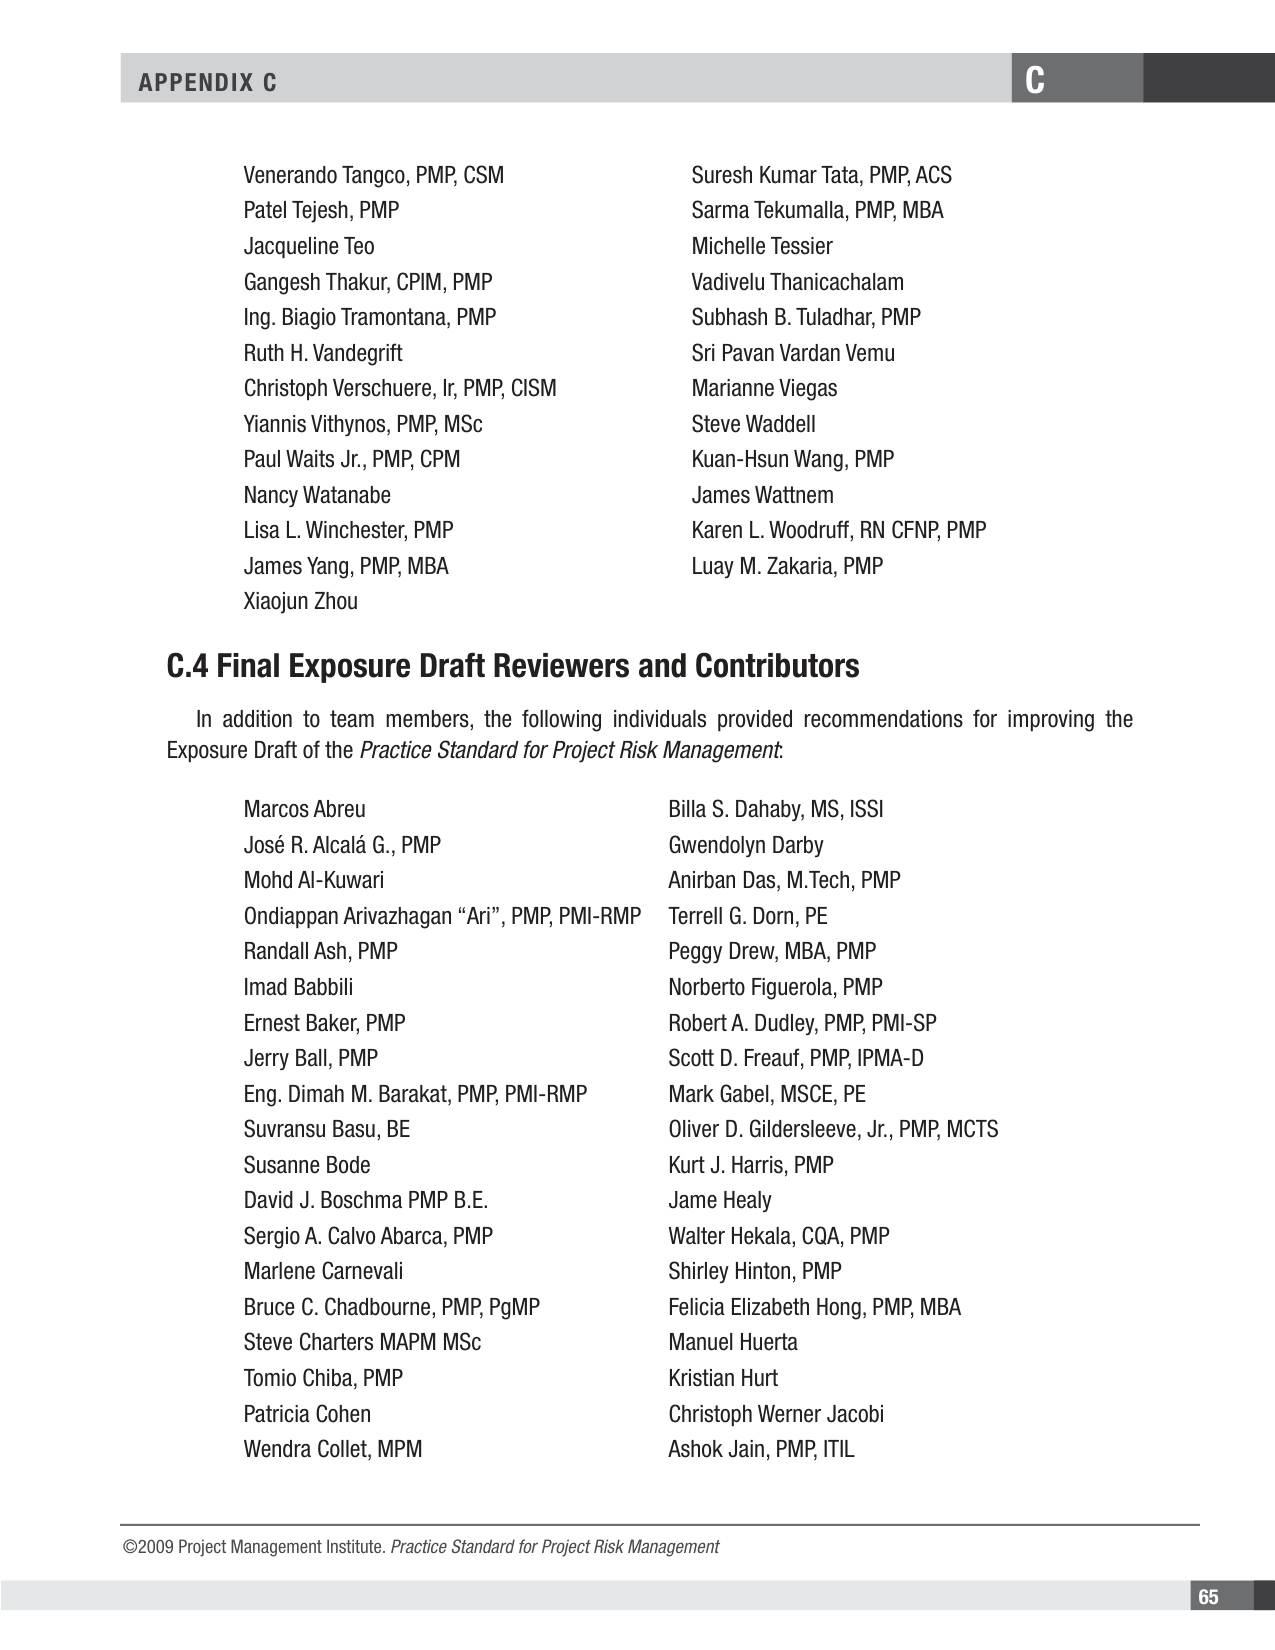 APPENDIX C
C
Venerando Tangco, PMP, CSM
Suresh Kumar Tata, PMP, ACS
Patel Tejesh, PMP
Sarma Tekumalla, PMP, MBA
Jacqueline Teo
Michelle Tessier
Gangesh Thakur, CPIM, PMP
Vadivelu Thanicachalam
Ing. Biagio Tramontana, PMP
Subhash B. Tuladhar, PMP
Ruth H. Vandegrift
Sri Pavan Vardan Vemu
Christoph Verschuere, Ir, PMP, CISM
Marianne Viegas
Yiannis Vithynos, PMP, MSc
Steve Waddell
Paul Waits Jr., PMP, CPM
Kuan-Hsun Wang, PMP
Nancy Watanabe
James Wattnem
Lisa L. Winchester, PMP
Karen L. Woodruff, RN CFNP, PMP
James Yang, PMP, MBA
Luay M. Zakaria, PMP
Xiaojun Zhou
C.4 Final Exposure Draft Reviewers and Contributors
In addition to team members, the following individuals provided recommendations for improving the
Exposure Draft of the Practice Standard for Project Risk Management:
Marcos Abreu
Billa S. Dahaby, MS, ISSI
José R. Alcalá G., PMP
Gwendolyn Darby
Mohd Al-Kuwari
Anirban Das, M.Tech, PMP
Ondiappan Arivazhagan “Ari”, PMP, PMI-RMP
Terrell G. Dorn, PE
Randall Ash, PMP
Peggy Drew, MBA, PMP
Imad Babbili
Norberto Figuerola, PMP
Ernest Baker, PMP
Robert A. Dudley, PMP, PMI-SP
Jerry Ball, PMP
Scott D. Freauf, PMP, IPMA-D
Eng. Dimah M. Barakat, PMP, PMI-RMP
Mark Gabel, MSCE, PE
Suvransu Basu, BE
Oliver D. Gildersleeve, Jr., PMP, MCTS
Susanne Bode
Kurt J. Harris, PMP
David J. Boschma PMP B.E.
Jame Healy
Sergio A. Calvo Abarca, PMP
Walter Hekala, CQA, PMP
Marlene Carnevali
Shirley Hinton, PMP
Bruce C. Chadbourne, PMP, PgMP
Felicia Elizabeth Hong, PMP, MBA
Steve Charters MAPM MSc
Manuel Huerta
Tomio Chiba, PMP
Kristian Hurt
Patricia Cohen
Christoph Werner Jacobi
Wendra Collet, MPM
Ashok Jain, PMP, ITIL
©2009 Project Management Institute. Practice Standard for Project Risk Management
65